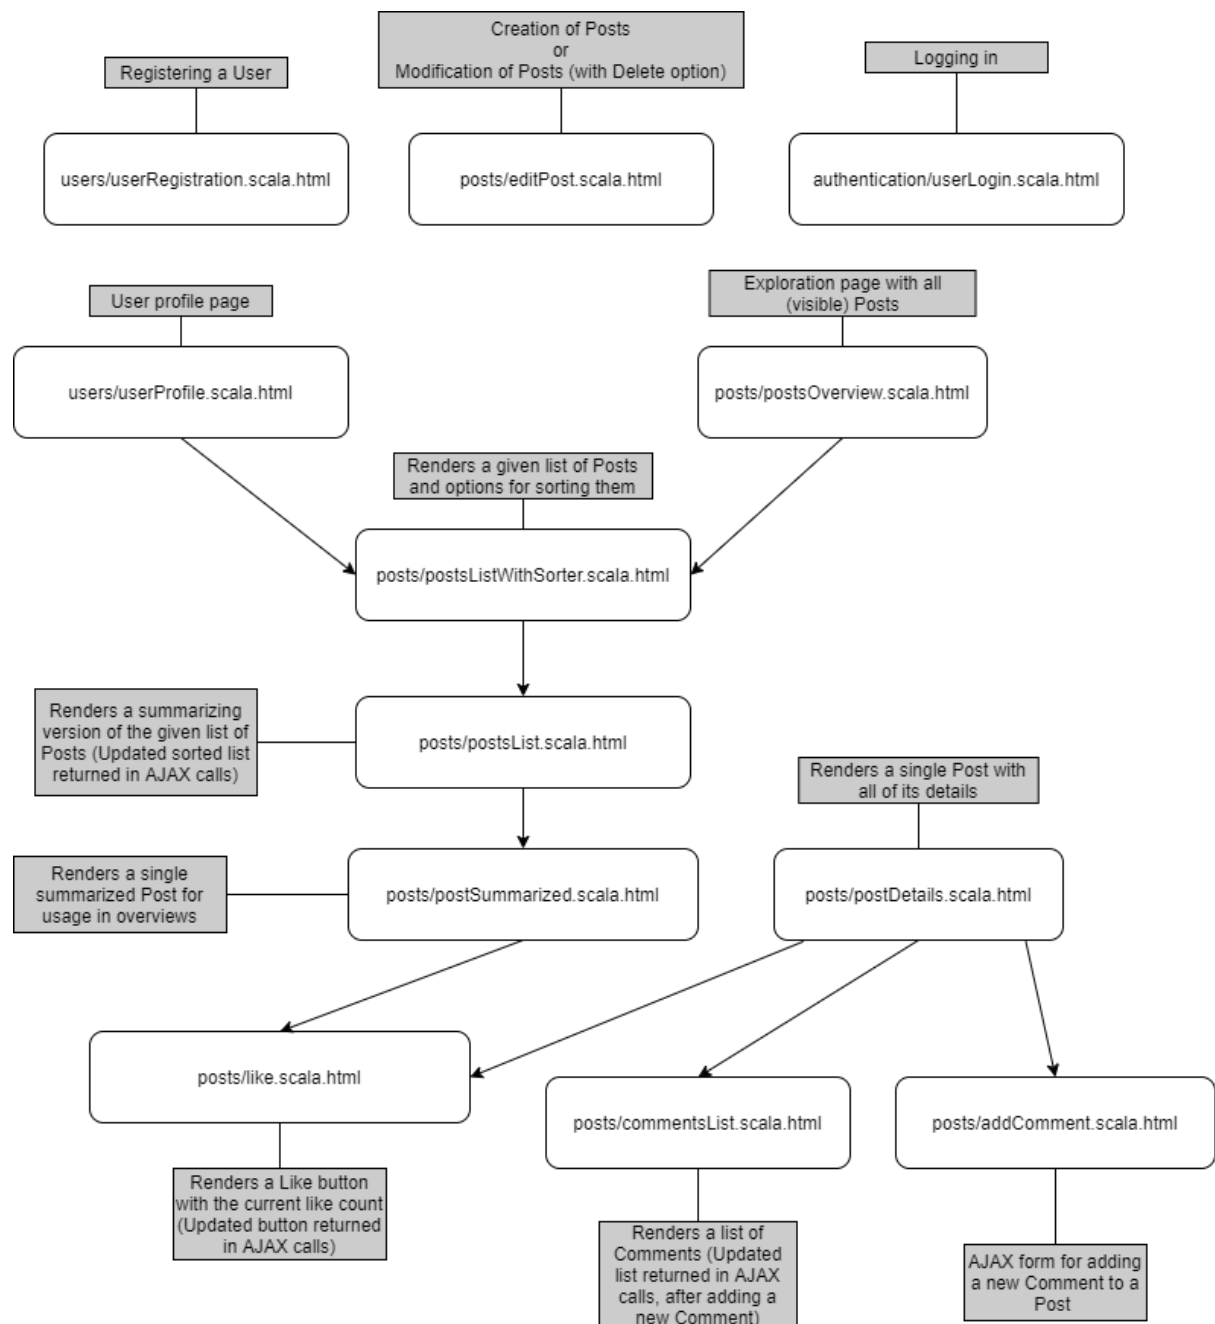 Creation of Posts
or
Modification of Posts (with Delete option)
Registering a User
Logging in
users/userRegistration.scala.html
posts/editPost.scala.html
authentication/userLogin.scala.html
User profile page
Exploration page with all
(visible) Posts
users/userProfile.scala.html
posts/postsOverview.scala.html
Renders a given list of Posts
and options for sorting them
posts/postsListWithSorter.scala.html
Renders a summarizing
version of the given list of
Posts (Updated sorted list
returned in AJAX calls)
posts/postsList.scala.html
Renders a single Post with
all of its details
Renders a single
summarized Post for
usage in overviews
posts/postSummarized.scala.html
posts/postDetails.scala.html
posts/like.scala.html
posts/commentsList.scala.html
posts/addComment.scala.html
Renders a Like button
with the current like count
(Updated button returned
in AJAX calls)
Renders a list of
Comments (Updated
list returned in AJAX
calls, after adding a
new Comment)
AJAX form for adding
a new Comment to a
Post